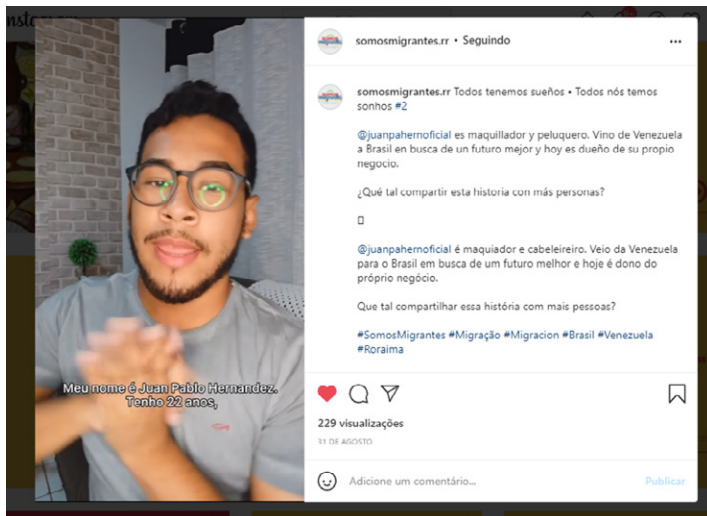 somosmigrantes.rr • Seguindo
somosmigrantes.rr Todos tenemos sueños • Todos nós temos
sonhos #2
@juanpahernoficial es maquillador y peluquero. Vino de Venezuela
a Brasil en busca de un futuro mejor y hoy es dueño de su propio
negocio.
¿Qué tal compartir esta historia con más personas?
@juanpahernoficial é maquiador e cabeleireiro. Veio da Venezuela
para o Brasil em busca de um futuro melhor e hoje é dono do
próprio negócio.
Que tal compartilhar essa história com mais pessoas?
#SomosMigrantes #Migração #Migracion #Brasil #Venezuela
#Roraima
Meu nome é Juan Pablo Hernandez.
Tenho 22 anos,
229 visualizações
31 DE AGOSTO
Adicione um comentário...
Publicar